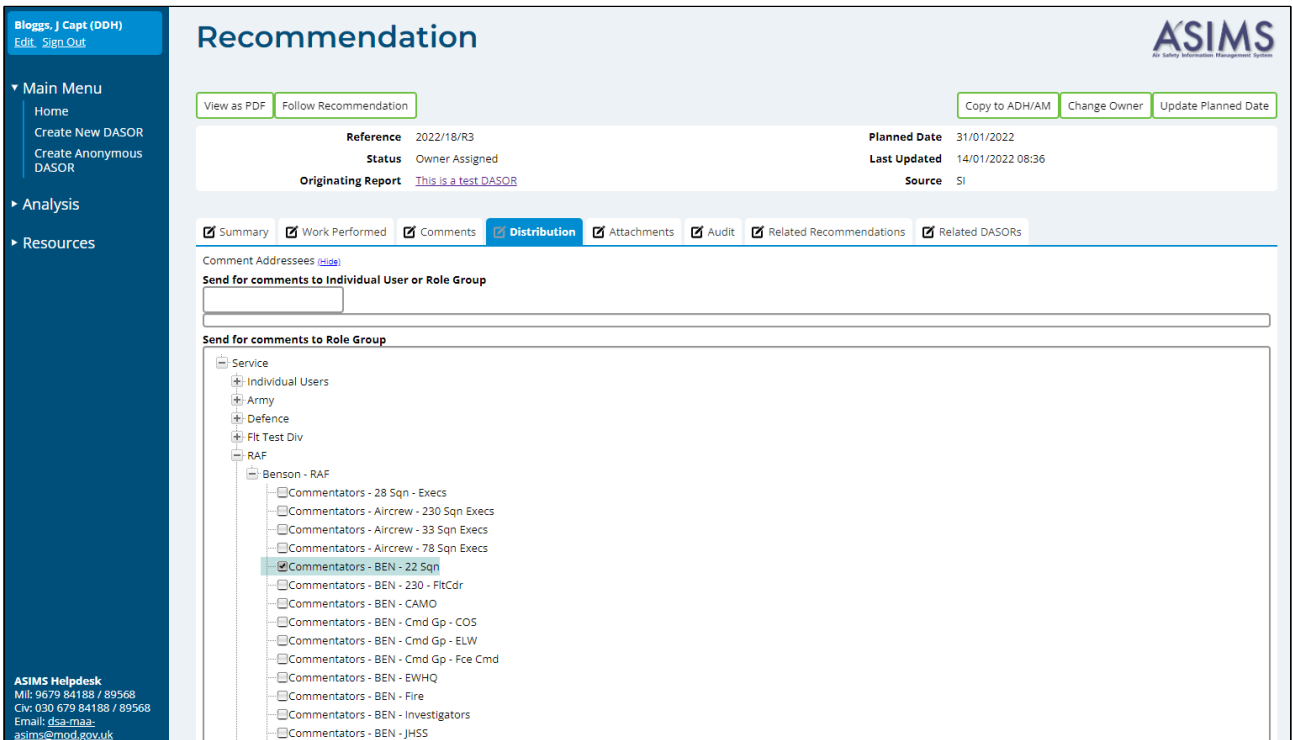 Bloggs, J Capt (DDH)
Edit Sign Out
Main Menu
Home
Create New DASOR
Create Anonymous
DASOR
Analysis
Resources
ASIMS Helpdesk
Mil: 9679 84188 / 89568
Civ: 030 679 84188 / 89568
Email: dsa-maa-
asims@mod.gov.uk
Recommendation
ASIMS
Air Safety Information Management System
View as PDF Follow Recommendation Copy to ADH/AM Change Owner Update Planned Date
Reference 2022/18/R3 Planned Date 31/01/2022
Status Owner Assigned Last Updated 14/01/2022 08:36
Originating Report This is a test DASOR Source SI
Summary Work Performed Comments Distribution Attachments Audit Related Recommendations Related DASORs
Comment Addressees (Hide)
Send for comments to Individual User or Role Group
Send for comments to Role Group
Service
Individual Users
Army
Defence
Flt Test Div
RAF
Benson - RAF
Commentators - 28 Sqn - Execs
Commentators - Aircrew - 230 Sqn Execs
Commentators - Aircrew - 33 Sqn Execs
Commentators - Aircrew - 78 Sqn Execs
Commentators - BEN - 22 Sqn
Commentators - BEN - 230 - FltCdr
Commentators - BEN - CAMO
Commentators - BEN - Cmd Gp - COS
Commentators - BEN - Cmd Gp - ELW
Commentators - BEN - Cmd Gp - Fce Cmd
Commentators - BEN - EWHQ
Commentators - BEN - Fire
Commentators - BEN - Investigators
Commentators - BEN - JHSS